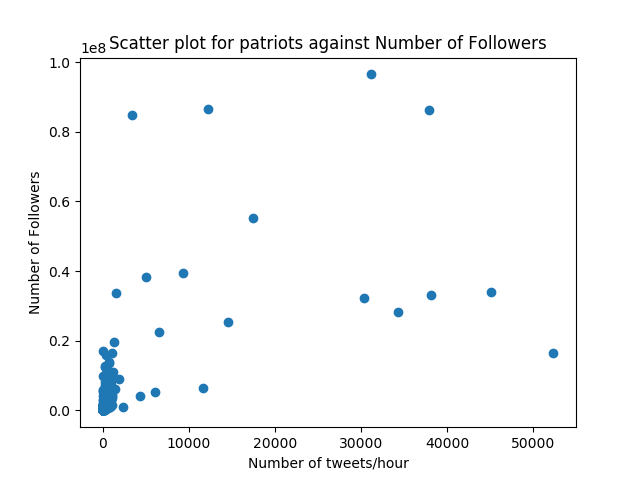 Scatter plot for patriots against Number of Followers
1e8
1.0
0.8
0.6
0.4
0.2
0.0
Number of Followers
0 10000 20000 30000 40000 50000
Number of tweets/hour